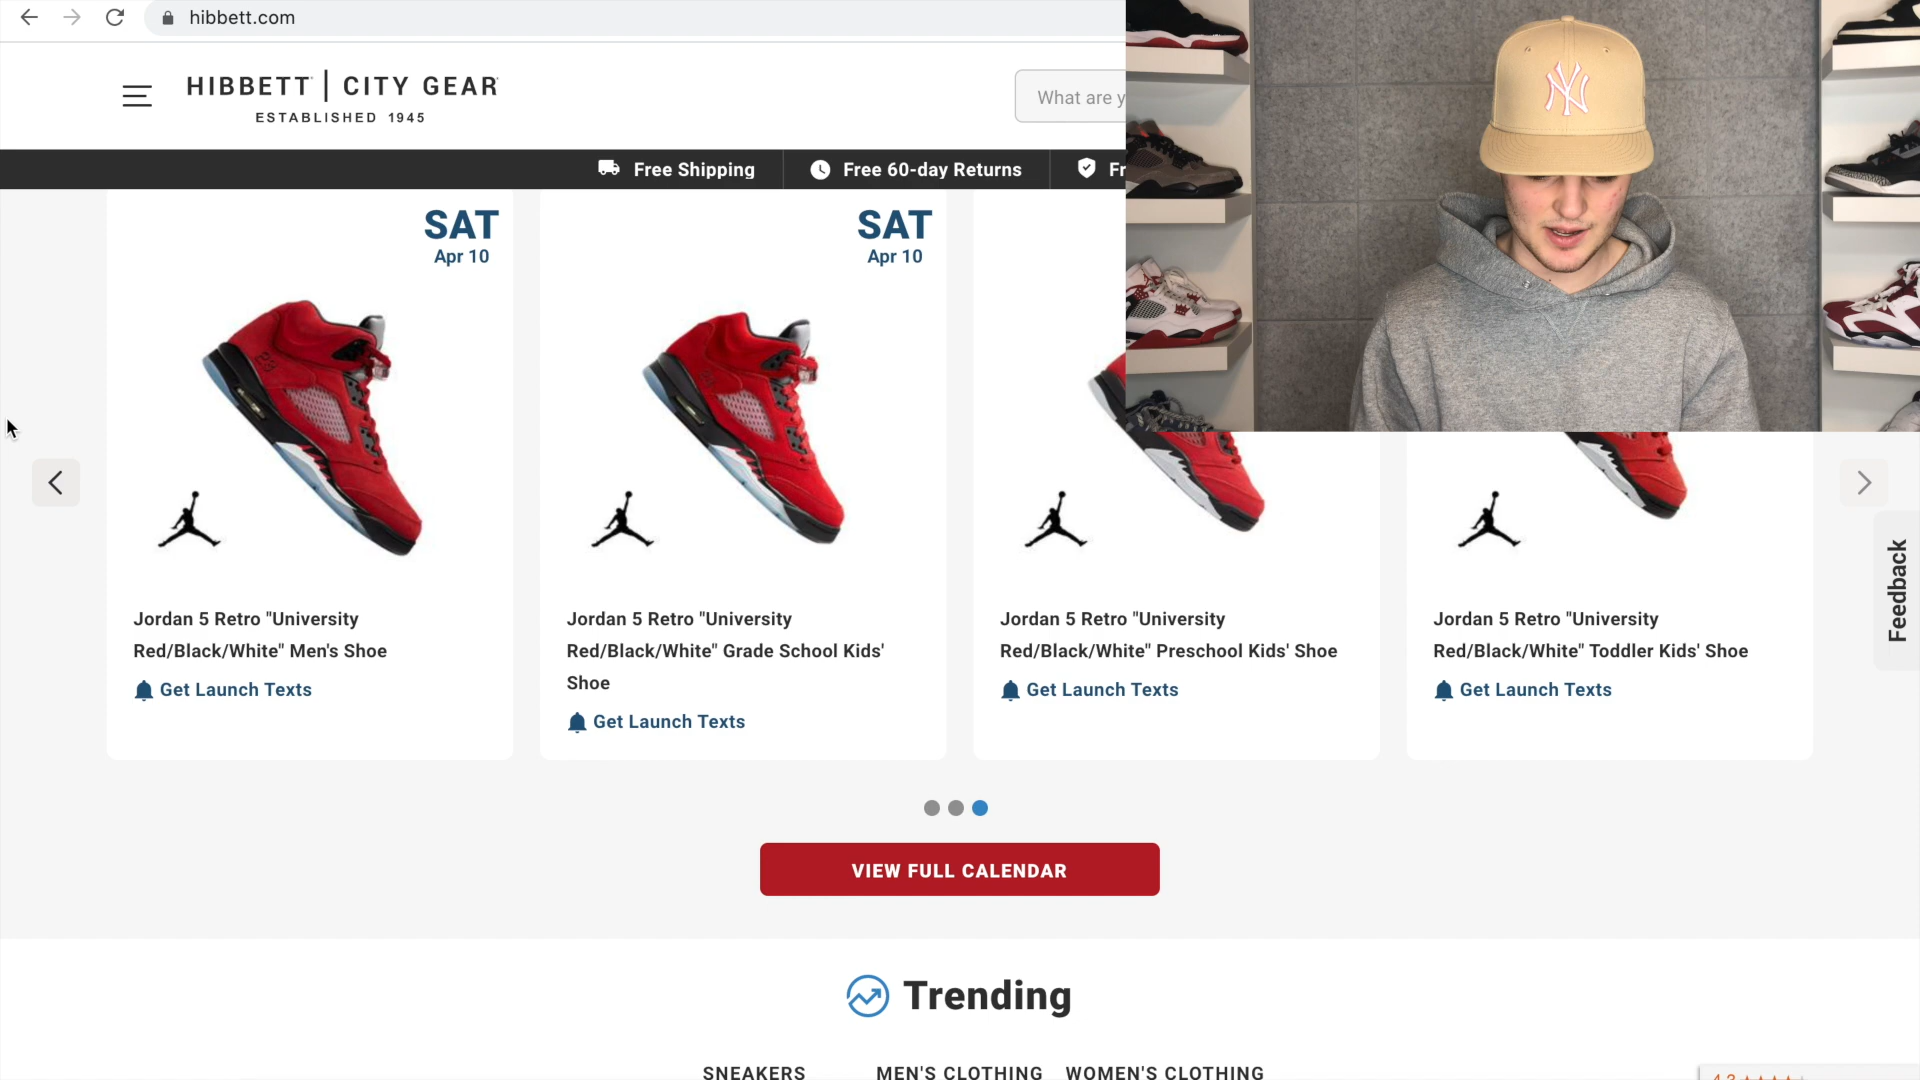 hibbett.com
HIBBETT | CITY GEAR
ESTABLISHED 1945
What are y
Free Shipping
Free 60-day Returns
Fr
SAT
Apr 10
SAT
Apr 10
NY
23
Jordan 5 Retro "University
Red/Black/White" Men's Shoe
Get Launch Texts
Jordan 5 Retro "University
Red/Black/White" Grade School Kids'
Shoe
Get Launch Texts
Jordan 5 Retro "University
Red/Black/White" Preschool Kids' Shoe
Get Launch Texts
Jordan 5 Retro "University
Red/Black/White" Toddler Kids' Shoe
Get Launch Texts
Feedback
VIEW FULL CALENDAR
Trending
SNEAKERS
MEN'S CLOTHING
WOMEN'S CLOTHING